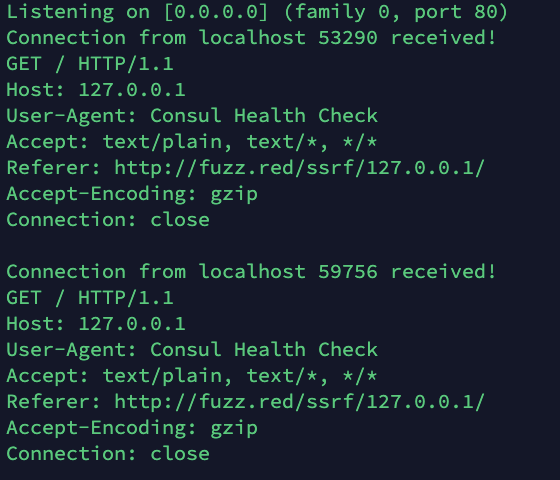 Listening on [0.0.0.0] (family 0, port 80)
Connection from localhost 53290 received!
GET / HTTP/1.1
Host: 127.0.0.1
User-Agent: Consul Health Check
Accept: text/plain, text/*, */*
Referer: http://fuzz.red/ssrf/127.0.0.1/
Accept-Encoding: gzip
Connection: close

Connection from localhost 59756 received!
GET / HTTP/1.1
Host: 127.0.0.1
User-Agent: Consul Health Check
Accept: text/plain, text/*, */*
Referer: http://fuzz.red/ssrf/127.0.0.1/
Accept-Encoding: gzip
Connection: close